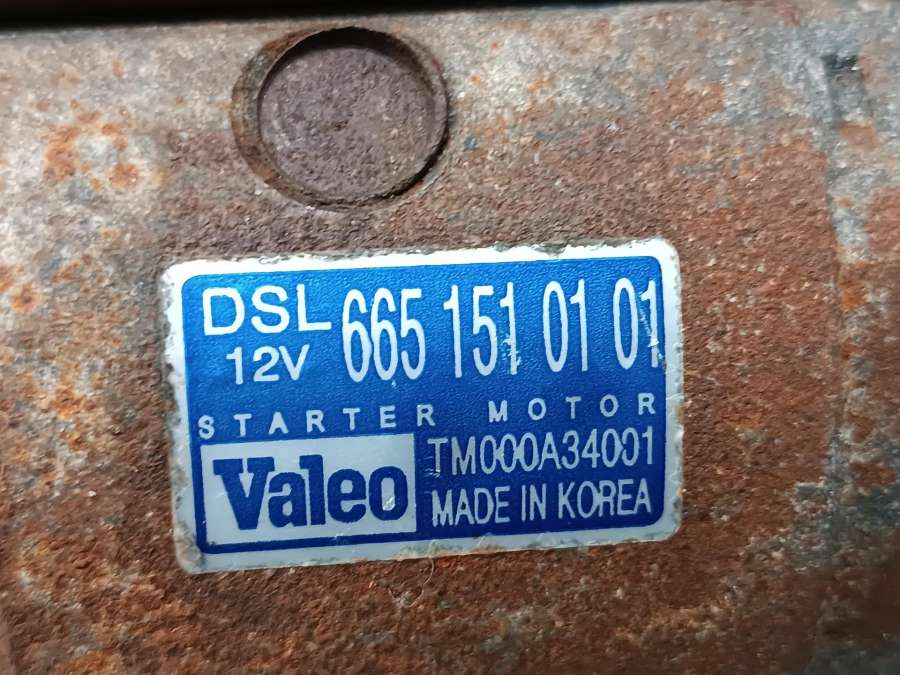 DSL 665 151 01 01
12V
STARTER MOTOR
Valeo TM000A34001
MADE IN KOREA